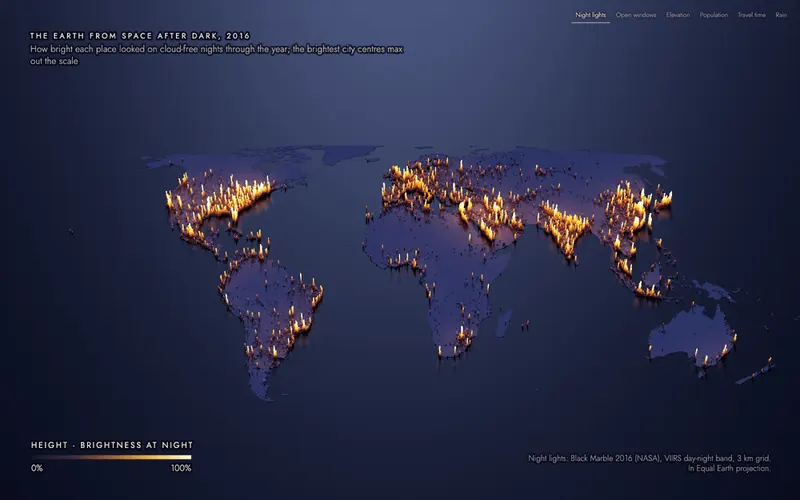 Night lights Open windows Elevation Population Travel time Rain
THE EARTH FROM SPACE AFTER DARK, 2016
How bright each place looked on cloud-free nights through the year; the brightest city centres max
out the scale
HEIGHT · BRIGHTNESS AT NIGHT
0% 100%
Night lights: Black Marble 2016 (NASA), VIIRS day-night band, 3 km grid.
In Equal Earth projection.